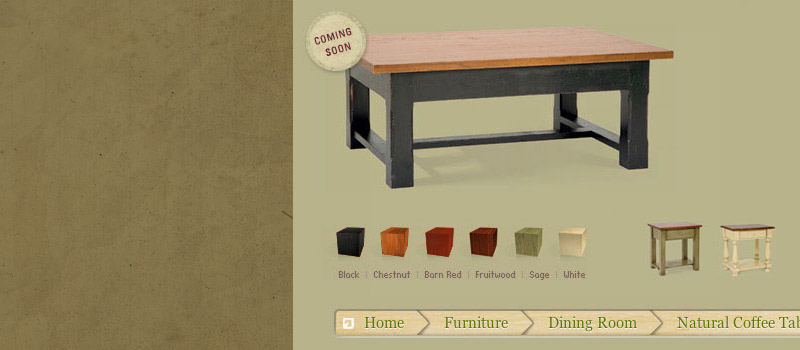 COMING
SOON
Black | Chestnut | Barn Red | Fruitwood | Sage | White
Home Furniture Dining Room Natural Coffee Tab